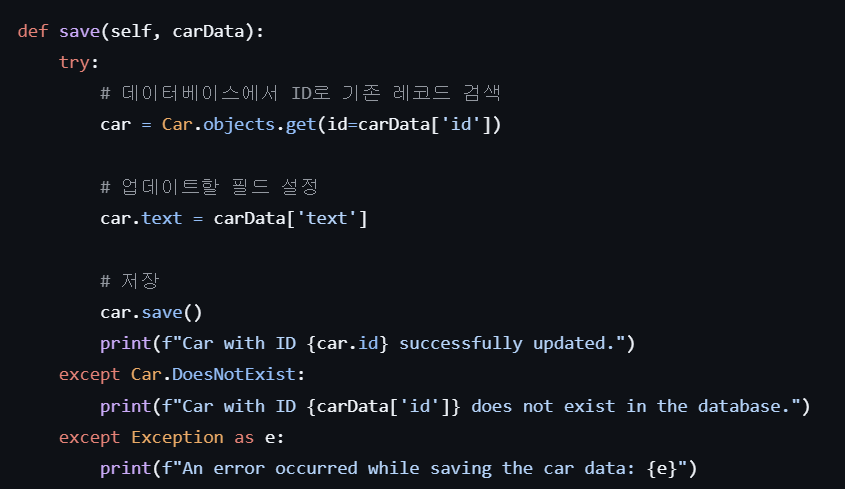 def save(self, carData):
    try:
        # 데이터베이스에서 ID로 기존 레코드 검색
        car = Car.objects.get(id=carData['id'])
        # 업데이트할 필드 설정
        car.text = carData['text']
        # 저장
        car.save()
        print(f"Car with ID {car.id} successfully updated.")
    except Car.DoesNotExist:
        print(f"Car with ID {carData['id']} does not exist in the database.")
    except Exception as e:
        print(f"An error occurred while saving the car data: {e}")